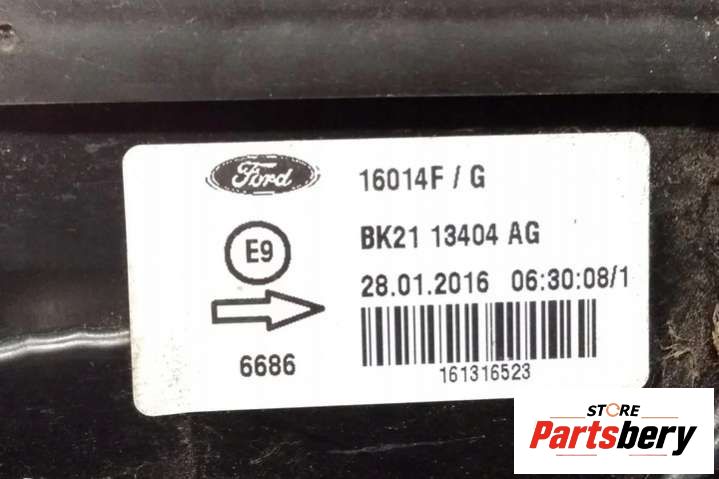 Ford
16014F / G
BK21 13404 AG
E9
28.01.2016 06:30:08/1
6686
161316523
STORE
Partsbery